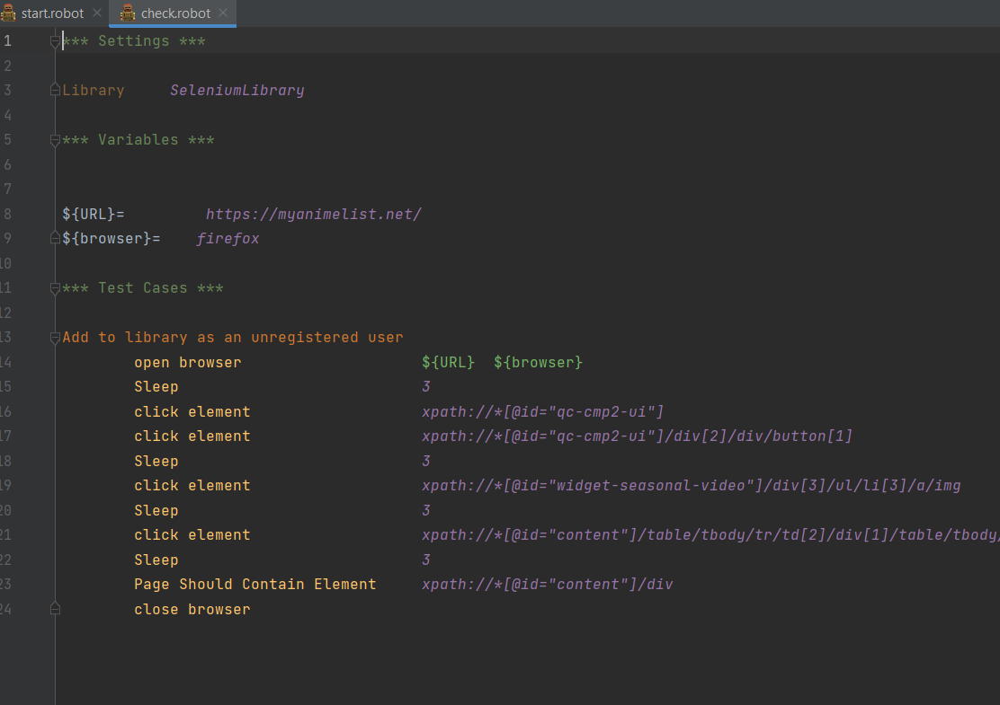 start.robot check.robot
1 *** Settings ***
2
3 Library SeleniumLibrary
4
5 *** Variables ***
6
7
8 ${URL}= https://myanimelist.net/
9 ${browser}= firefox
10
11 *** Test Cases ***
12
13 Add to library as an unregistered user
14 open browser ${URL} ${browser}
15 Sleep 3
16 click element xpath://*[@id="qc-cmp2-ui"]
17 click element xpath://*[@id="qc-cmp2-ui"]/div[2]/div/button[1]
18 Sleep 3
19 click element xpath://*[@id="widget-seasonal-video"]/div[3]/ul/li[3]/a/img
20 Sleep 3
21 click element xpath://*[@id="content"]/table/tbody/tr/td[2]/div[1]/table/tbody/
22 Sleep 3
23 Page Should Contain Element xpath://*[@id="content"]/div
24 close browser